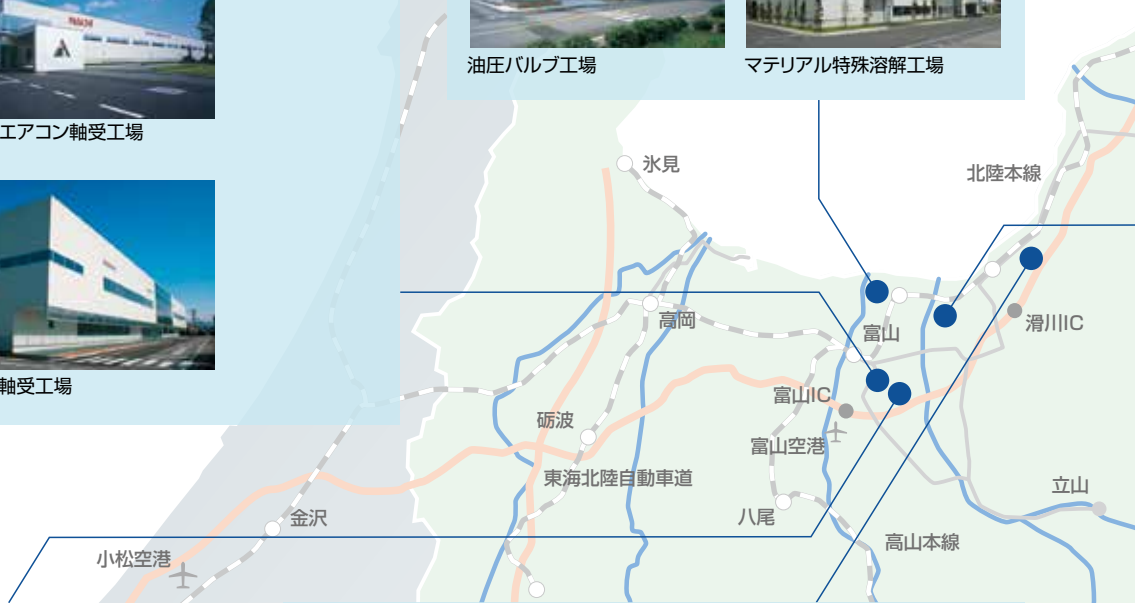 油圧バルブ工場
マテリアル特殊溶解工場
エアコン軸受工場
軸受工場
氷見
北陸本線
高岡
富山
滑川IC
富山IC
砺波
富山空港
東海北陸自動車道
立山
八尾
金沢
高山本線
小松空港